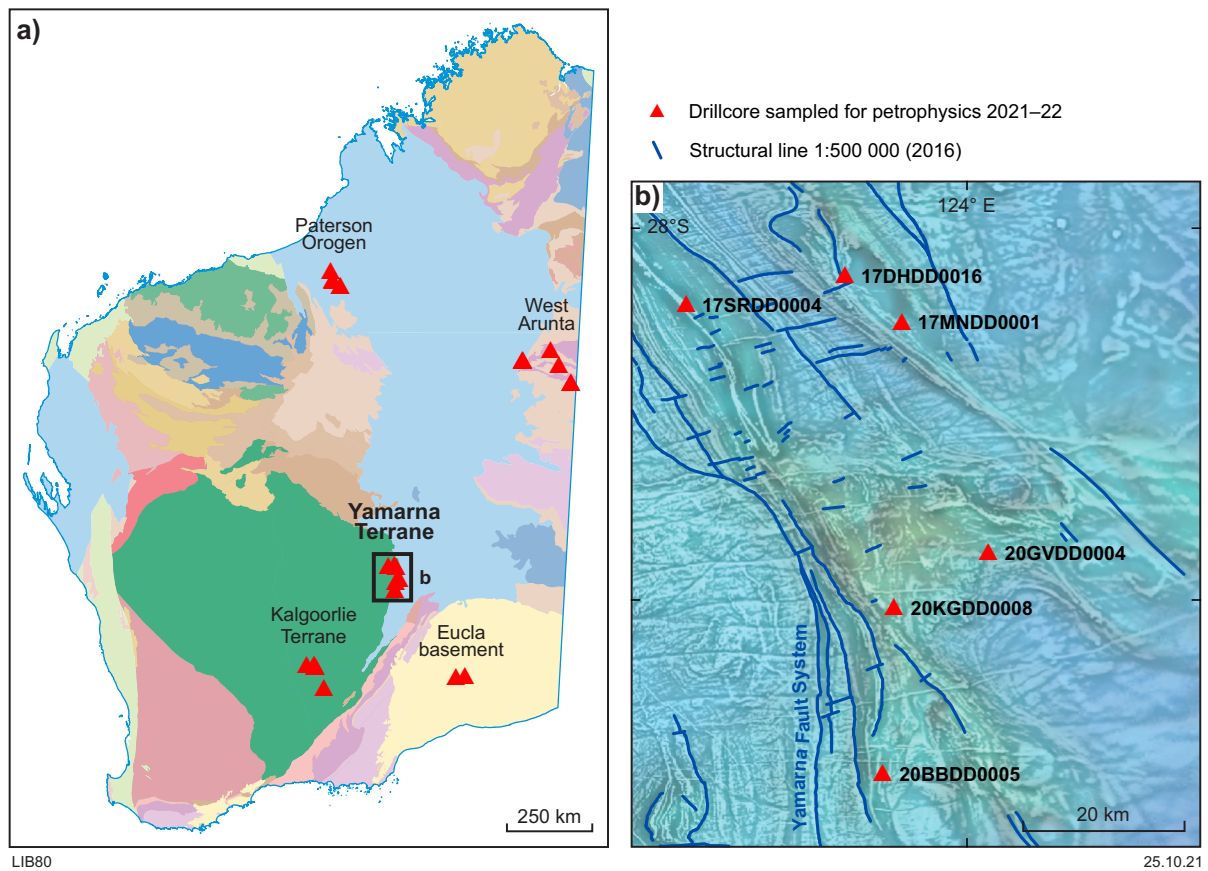 a)
Paterson
Orogen
West
Arunta
Yamarna
Terrane
b
Kalgoorlie
Terrane
Eucla
basement
250 km
LIB80
Drillcore sampled for petrophysics 2021–22
Structural line 1:500 000 (2016)
b)
28°S
124° E
17DHDD0016
17SRDD0004
17MNDD0001
20GVDD0004
20KGDD0008
Yamarna Fault System
20BBDD0005
20 km
25.10.21